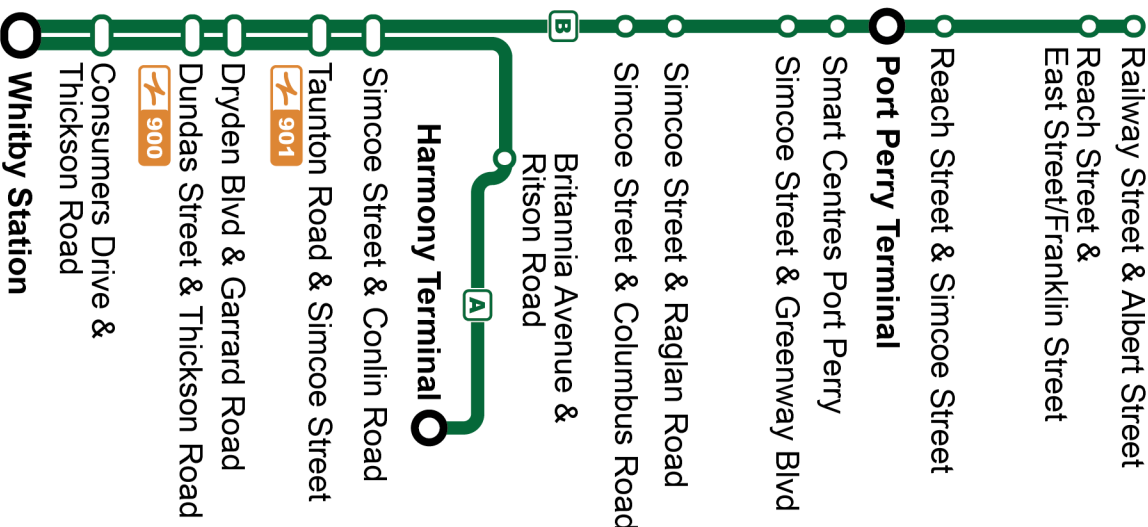 Railway Street & Albert Street
Reach Street &
East Street/Franklin Street
Reach Street & Simcoe Street
Port Perry Terminal
Smart Centres Port Perry
Simcoe Street & Greenway Blvd
Simcoe Street & Raglan Road
Simcoe Street & Columbus Road
B
Britannia Avenue &
Ritson Road
A
Harmony Terminal
Simcoe Street & Conlin Road
Taunton Road & Simcoe Street
901
Dryden Blvd & Garrard Road
Dundas Street & Thickson Road
900
Consumers Drive &
Thickson Road
Whitby Station